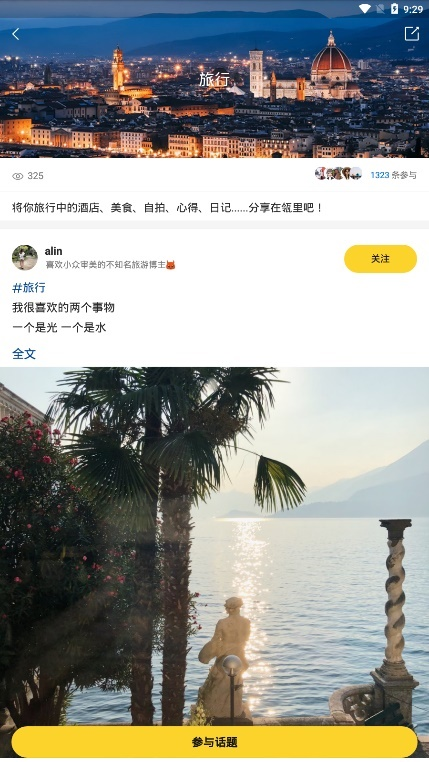 9:29
旅行
325
1323 条参与
将你旅行中的酒店、美食、自拍、心得、日记......分享在瓴里吧！
alin
喜欢小众审美的不知名旅游博主
关注
#旅行
我很喜欢的两个事物
一个是光 一个是水
全文
参与话题